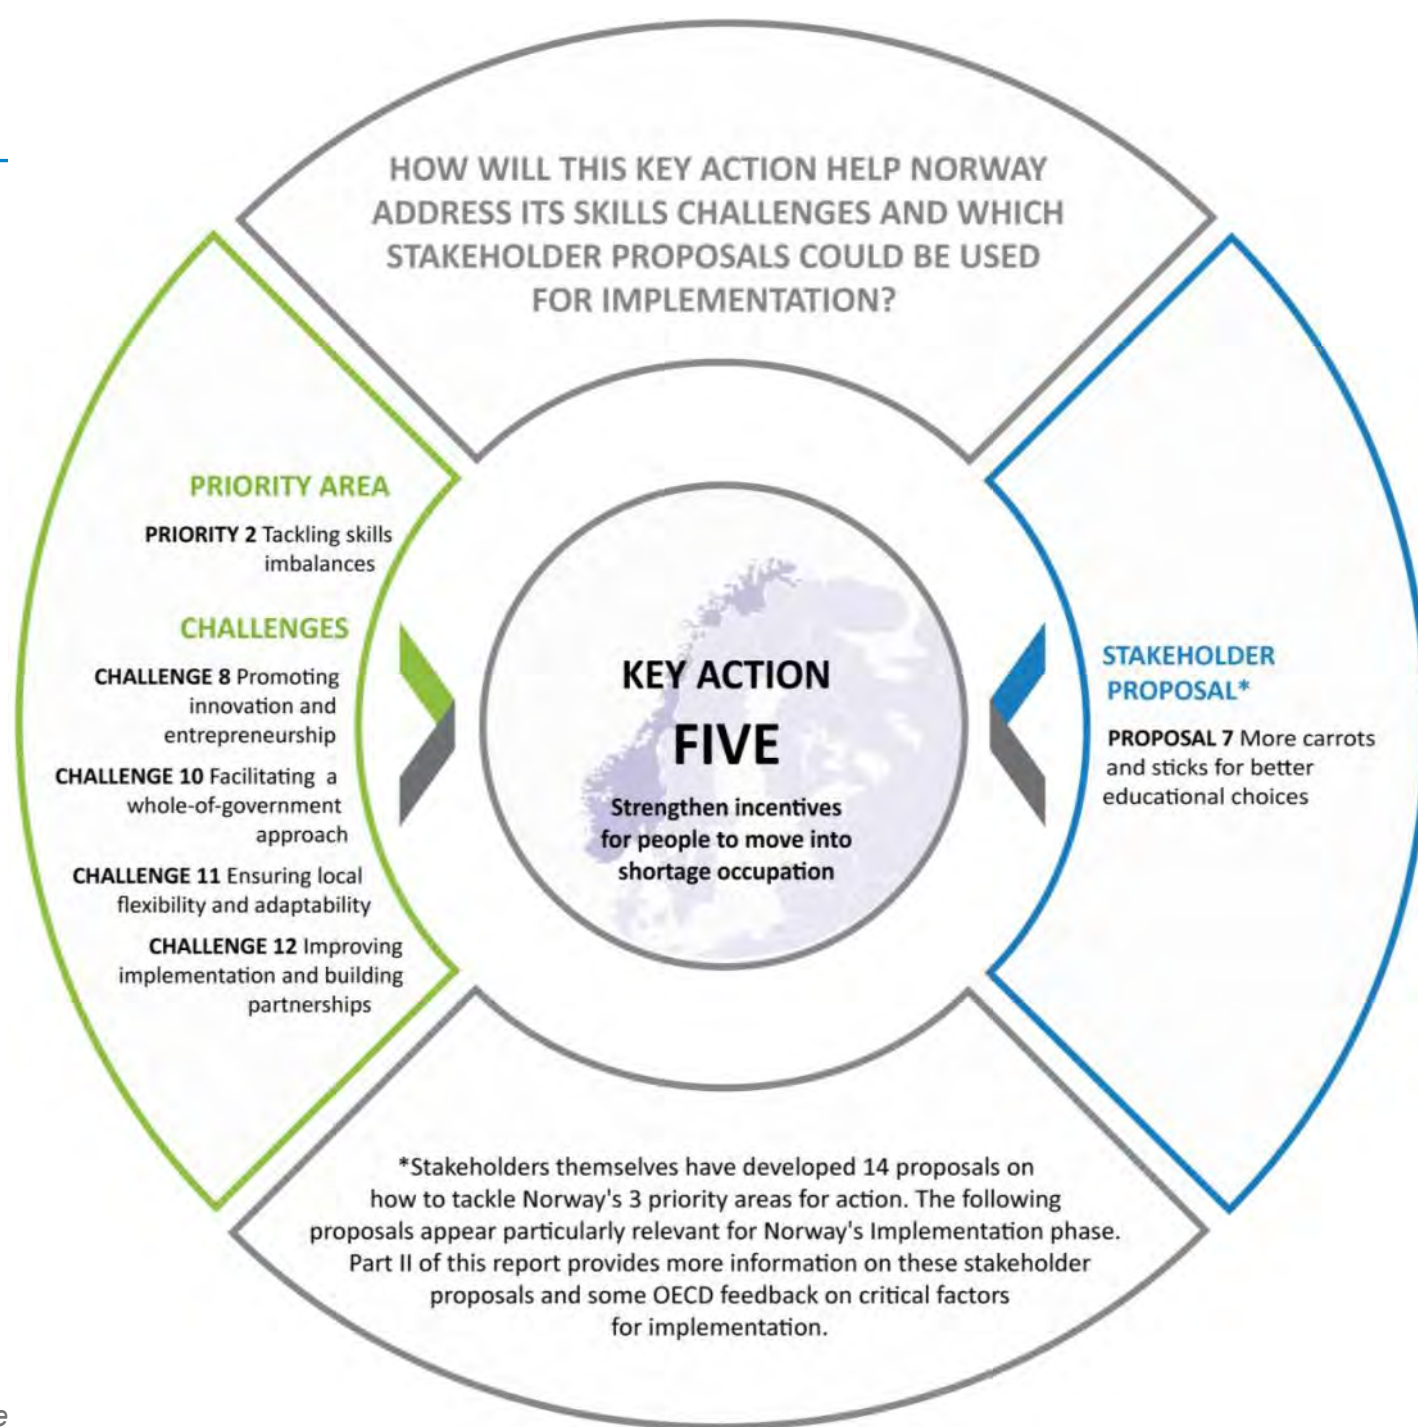 HOW WILL THIS KEY ACTION HELP NORWAY
ADDRESS ITS SKILLS CHALLENGES AND WHICH
STAKEHOLDER PROPOSALS COULD BE USED
FOR IMPLEMENTATION?
PRIORITY AREA
PRIORITY 2 Tackling skills
imbalances
CHALLENGES
CHALLENGE 8 Promoting
innovation and
entrepreneurship
CHALLENGE 10 Facilitating a
whole-of-government
approach
CHALLENGE 11 Ensuring local
flexibility and adaptability
CHALLENGE 12 Improving
implementation and building
partnerships
KEY ACTION
FIVE
Strengthen incentives
for people to move into
shortage occupation
STAKEHOLDER
PROPOSAL*
PROPOSAL 7 More carrots
and sticks for better
educational choices
*Stakeholders themselves have developed 14 proposals on
how to tackle Norway's 3 priority areas for action. The following
proposals appear particularly relevant for Norway's Implementation phase.
Part II of this report provides more information on these stakeholder
proposals and some OECD feedback on critical factors
for implementation.
e